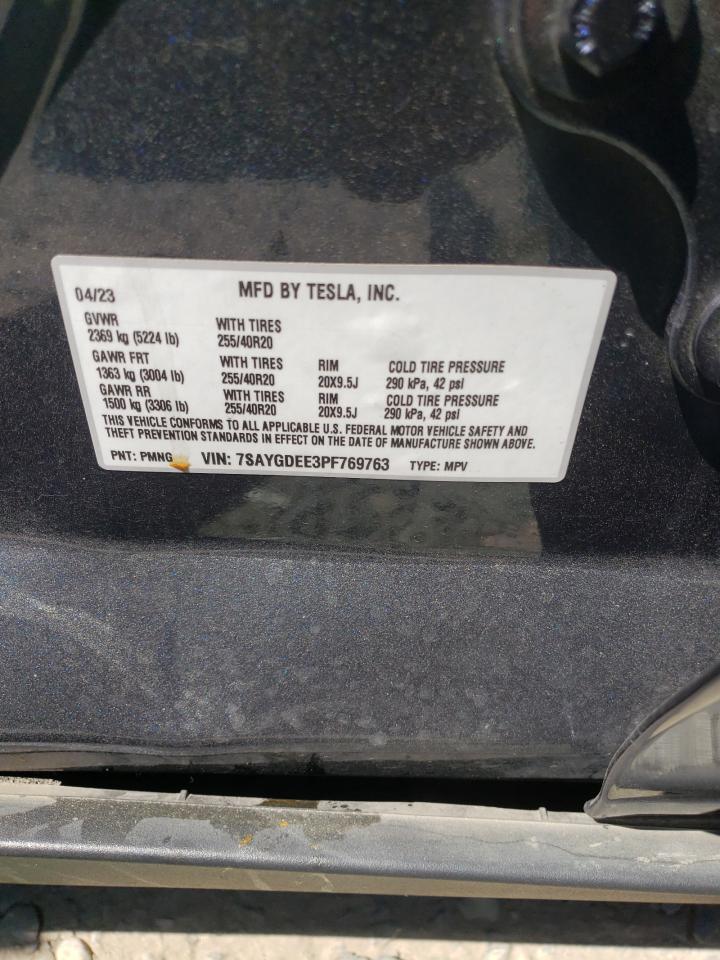 04/23 MFD BY TESLA, INC.
GVWR WITH TIRES
2369 kg (5224 lb) 255/40R20
GAWR FRT WITH TIRES RIM COLD TIRE PRESSURE
1363 kg (3004 lb) 255/40R20 20X9.5J 290 kPa, 42 psi
GAWR RR WITH TIRES RIM COLD TIRE PRESSURE
1500 kg (3306 lb) 255/40R20 20X9.5J 290 kPa, 42 psi
THIS VEHICLE CONFORMS TO ALL APPLICABLE U.S. FEDERAL MOTOR VEHICLE SAFETY AND
THEFT PREVENTION STANDARDS IN EFFECT ON THE DATE OF MANUFACTURE SHOWN ABOVE.
PNT: PMNG VIN: 7SAYGDEE3PF769763 TYPE: MPV